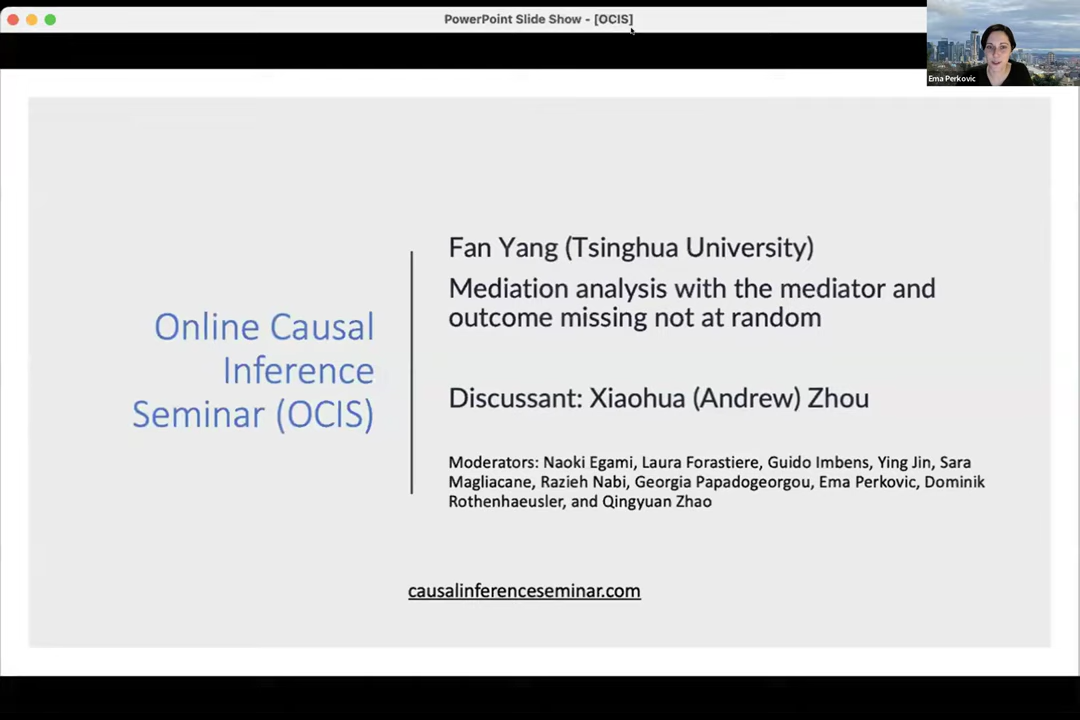 PowerPoint Slide Show - [OCIS]
Ema Perkovic
Online Causal
Inference
Seminar (OCIS)
Fan Yang (Tsinghua University)
Mediation analysis with the mediator and
outcome missing not at random
Discussant: Xiaohua (Andrew) Zhou
Moderators: Naoki Egami, Laura Forastiere, Guido Imbens, Ying Jin, Sara
Magliacane, Razieh Nabi, Georgia Papadogeorgou, Ema Perkovic, Dominik
Rothenhaeusler, and Qingyuan Zhao
causalinferenceseminar.com